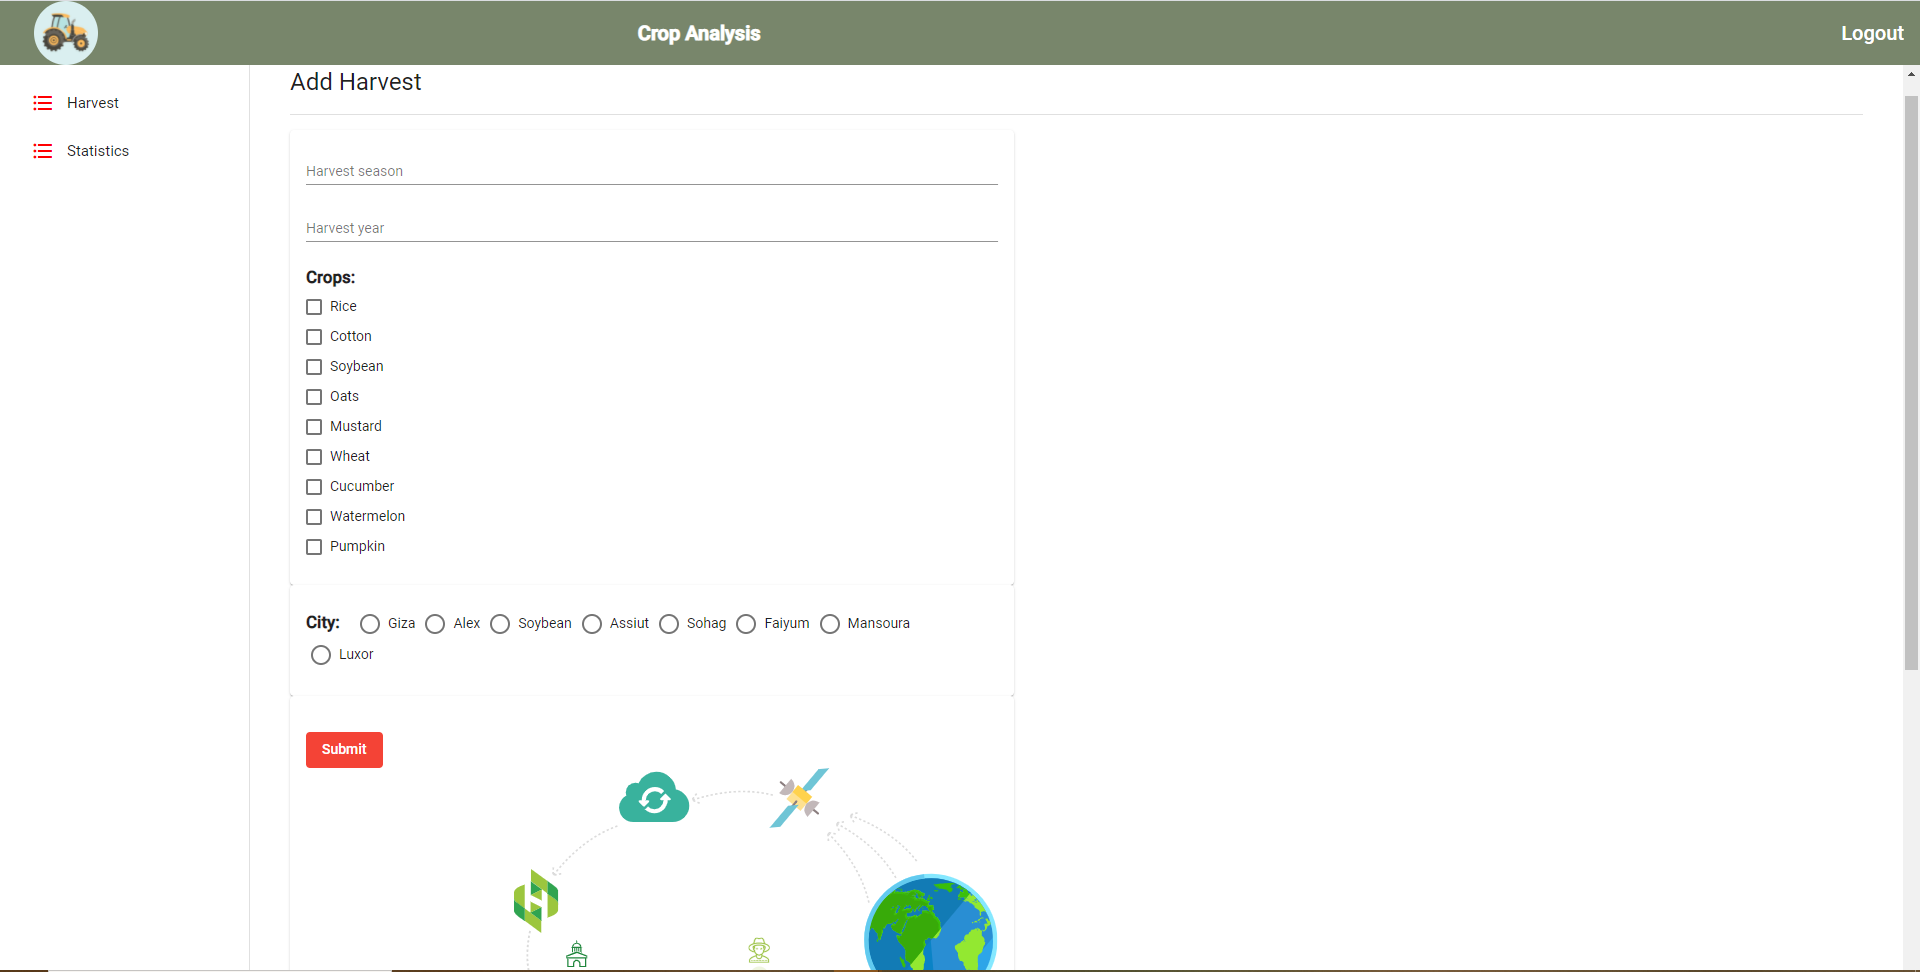 Crop Analysis
Logout
Harvest
Statistics
Add Harvest
Harvest season
Harvest year
Crops:
Rice
Cotton
Soybean
Oats
Mustard
Wheat
Cucumber
Watermelon
Pumpkin
City: Giza Alex Soybean Assiut Sohag Faiyum Mansoura
Luxor
Submit